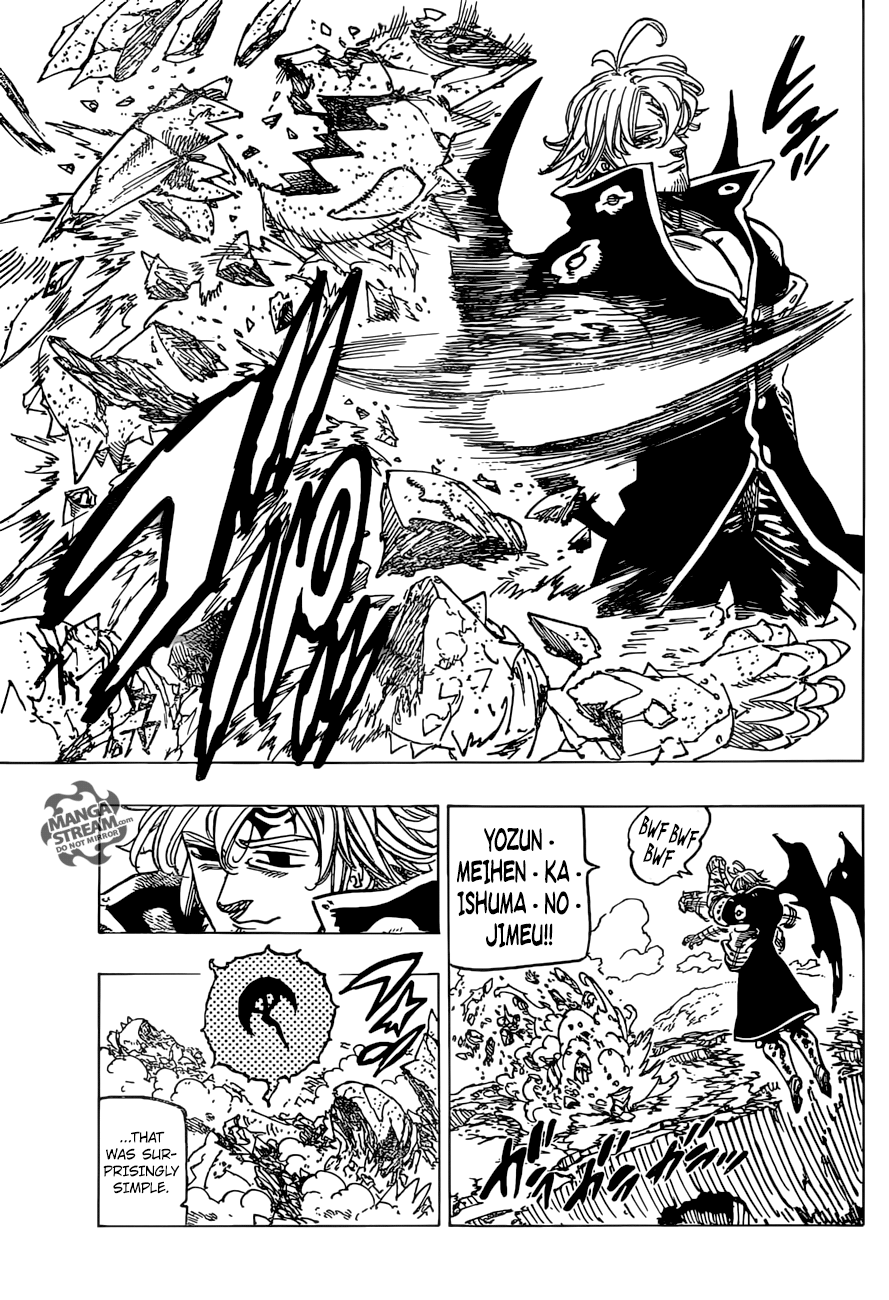 BWF BWF
BWF
YOZUN -
MEIHEN - KA -
ISHUMA - NO -
JIMEU!!
MANGA
STREAM.com
DO NOT MIRROR!
...THAT
WAS SUR-
PRISINGLY
SIMPLE.